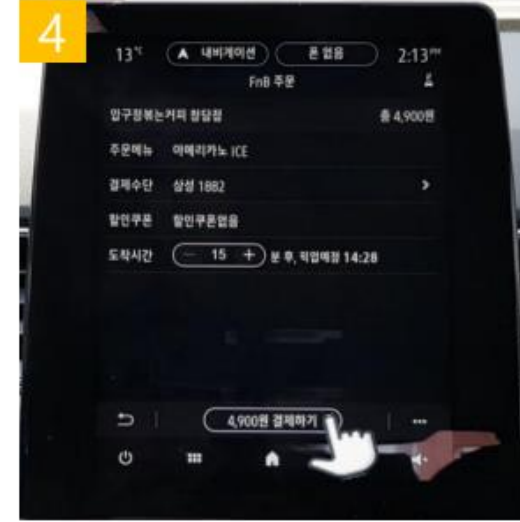 4
13°C 내비게이션 폰 없음 2:13PM
FnB 주문
압구정볶는커피 청담점 총 4,900원
주문메뉴 아메리카노 ICE
결제수단 삼성 1882
할인쿠폰 할인쿠폰없음
도착시간 - 15 + 분 후, 픽업예정 14:28
4,900원 결제하기